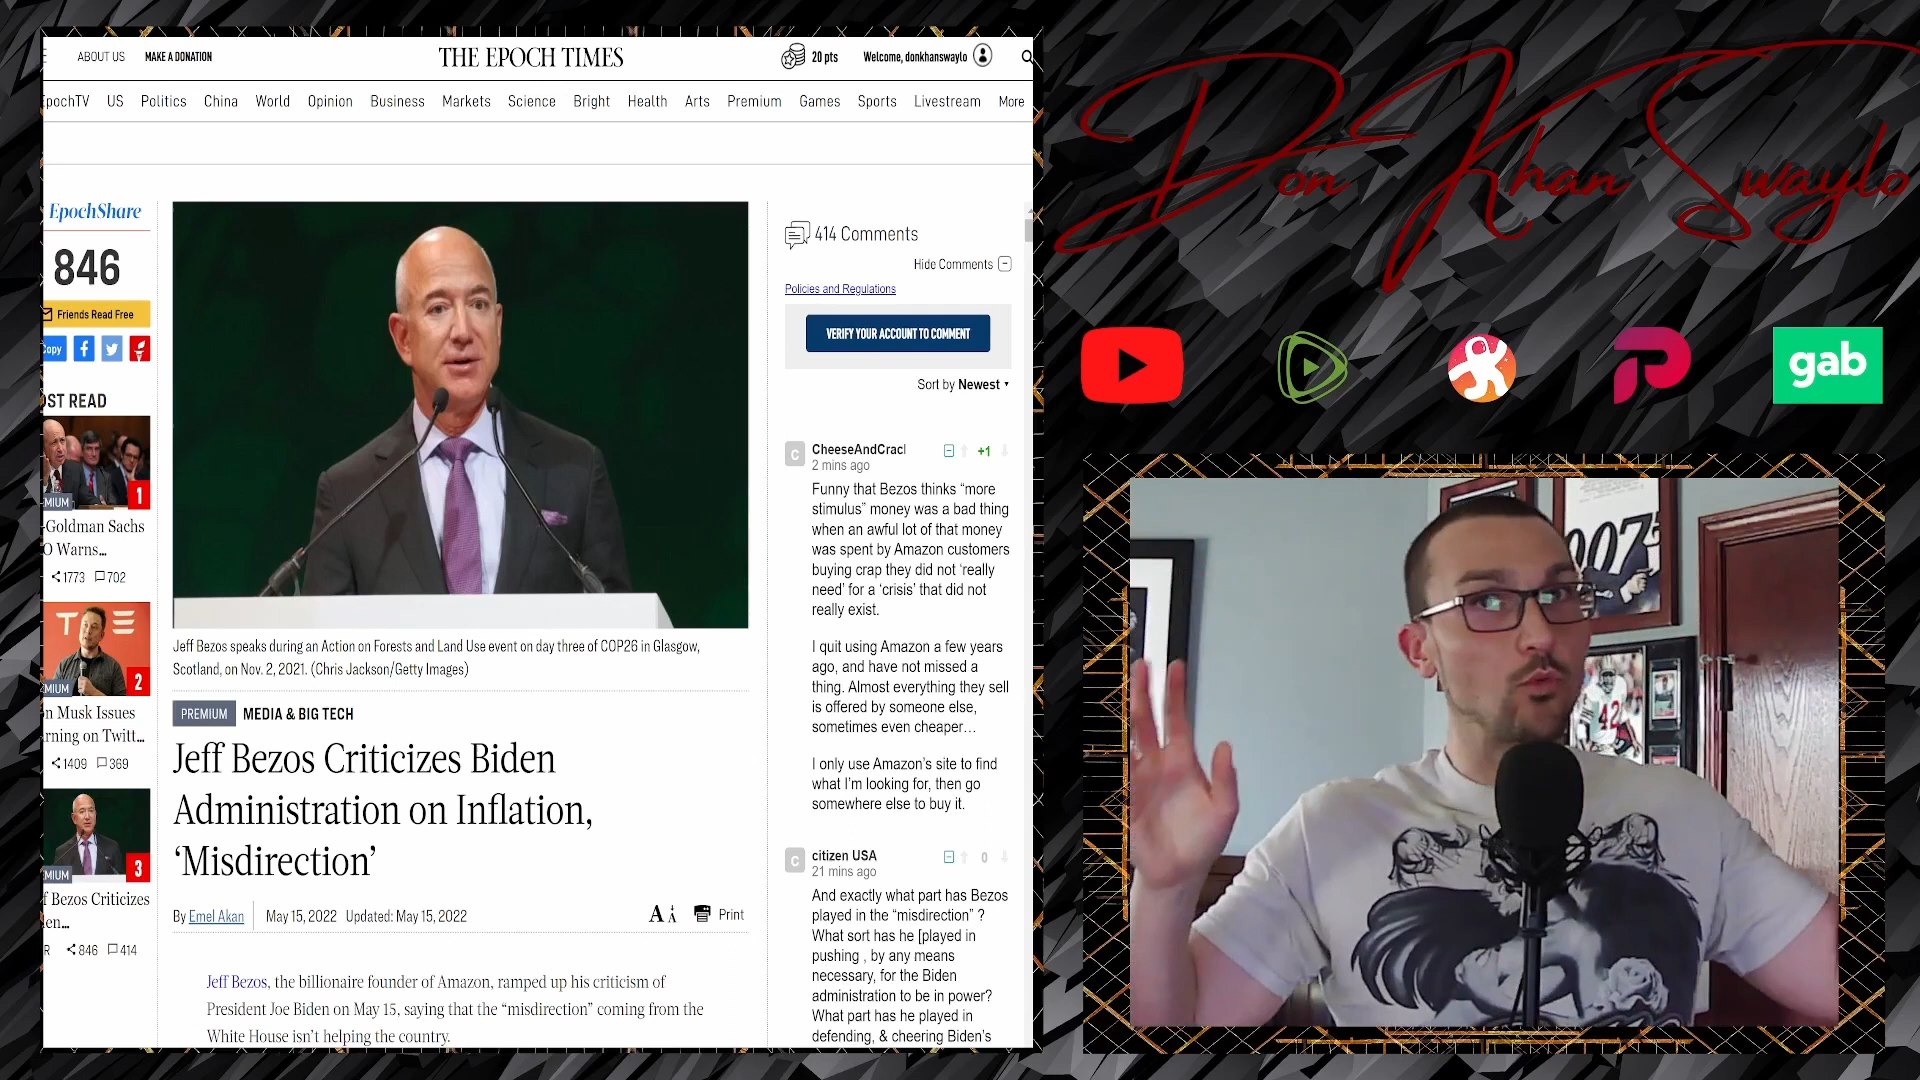 ABOUT US
MAKE A DONATION
THE EPOCH TIMES
20 pts
Welcome, donkhanswaylo
EpochTV US Politics China World Opinion Business Markets Science Bright Health Arts Premium Games Sports Livestream More
EpochShare
846
Friends Read Free
Copy
OST READ
MIUM
1
-Goldman Sachs
O Warns...
1773 702
MIUM
2
n Musk Issues
rning on Twitt...
1409 369
MIUM
3
f Bezos Criticizes
en...
R 846 414
Jeff Bezos speaks during an Action on Forests and Land Use event on day three of COP26 in Glasgow,
Scotland, on Nov. 2, 2021. (Chris Jackson/Getty Images)
PREMIUM MEDIA & BIG TECH
Jeff Bezos Criticizes Biden
Administration on Inflation,
‘Misdirection’
By Emel Akan May 15, 2022 Updated: May 15, 2022
A A Print
Jeff Bezos, the billionaire founder of Amazon, ramped up his criticism of
President Joe Biden on May 15, saying that the “misdirection” coming from the
White House isn’t helping the country.
414 Comments
Hide Comments
Policies and Regulations
VERIFY YOUR ACCOUNT TO COMMENT
Sort by Newest
C CheeseAndCrac +1
2 mins ago
Funny that Bezos thinks “more
stimulus” money was a bad thing
when an awful lot of that money
was spent by Amazon customers
buying crap they did not ‘really
need’ for a ‘crisis’ that did not
really exist.
I quit using Amazon a few years
ago, and have not missed a
thing. Almost everything they sell
is offered by someone else,
sometimes even cheaper…
I only use Amazon’s site to find
what I’m looking for, then go
somewhere else to buy it.
C citizen USA 0
21 mins ago
And exactly what part has Bezos
played in the “misdirection” ?
What sort has he [played in
pushing , by any means
necessary, for the Biden
administration to be in power?
What part has he played in
defending, & cheering Biden’s
Don Khan Swaylo
gab
007
42